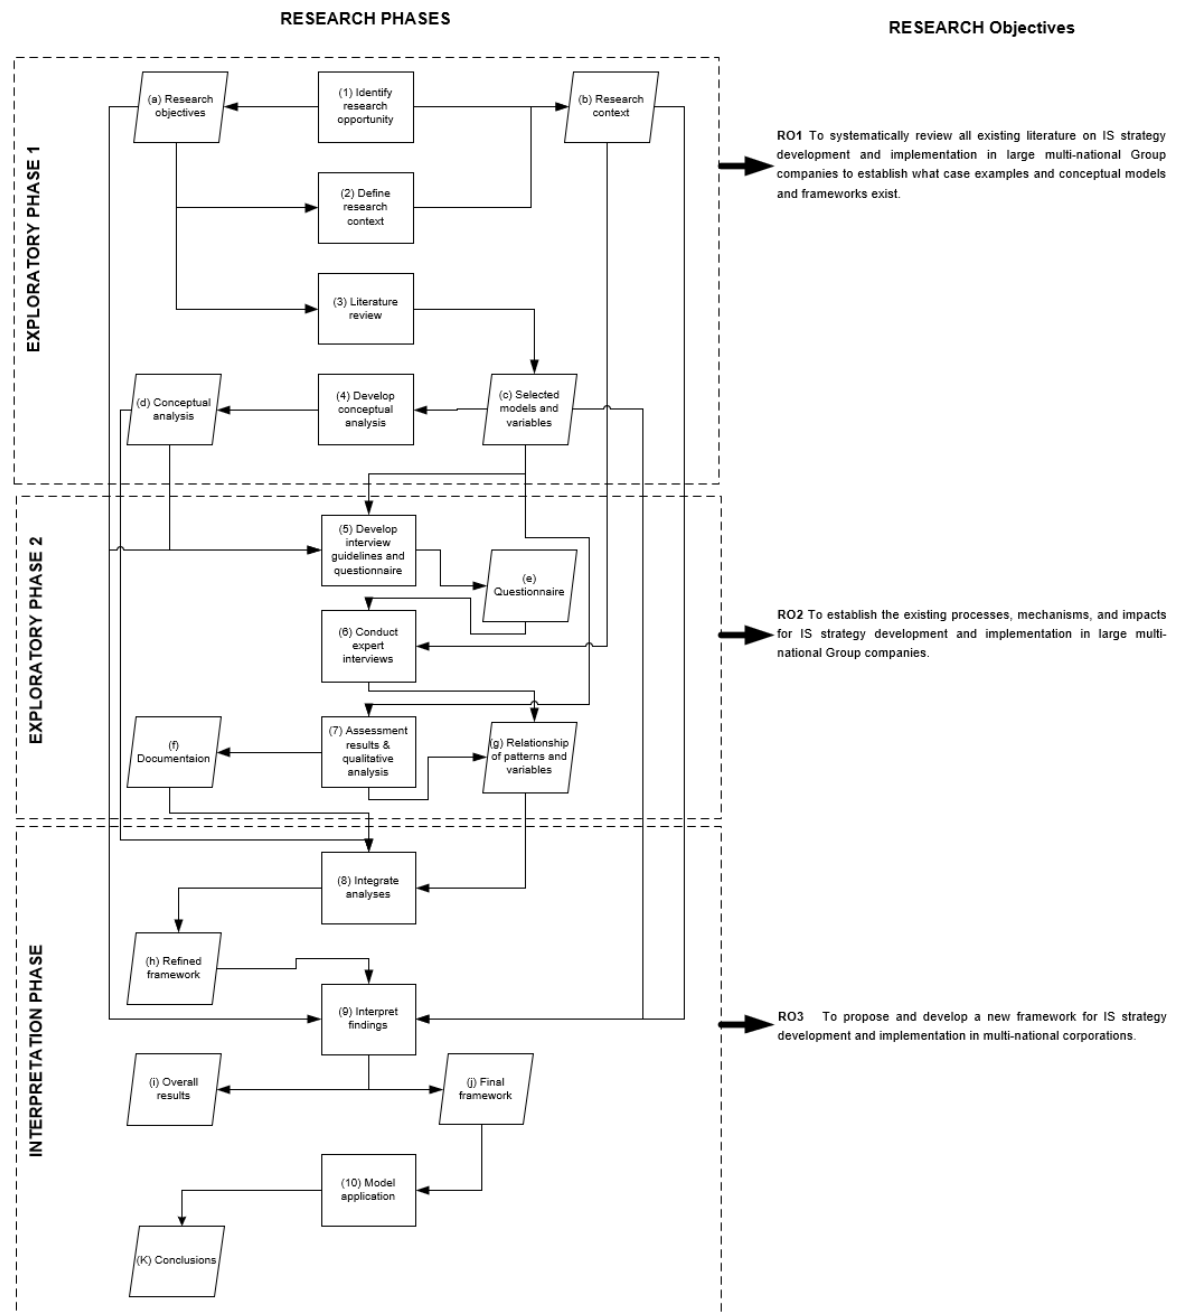 RESEARCH PHASES
RESEARCH Objectives
EXPLORATORY PHASE 1
(a) Research
objectives
(1) Identify
research
opportunity
(b) Research
context
(2) Define
research
context
(3) Literature
review
(d) Conceptual
analysis
(4) Develop
conceptual
analysis
(c) Selected
models and
variables
RO1 To systematically review all existing literature on IS strategy
development and implementation in large multi-national Group
companies to establish what case examples and conceptual models
and frameworks exist.
EXPLORATORY PHASE 2
(5) Develop
interview
guidelines and
questionnaire
(e)
Questionnaire
(6) Conduct
expert
interviews
(f)
Documentaion
(7) Assessment
results &
qualitative
analysis
(g) Relationship
of patterns and
variables
RO2 To establish the existing processes, mechanisms, and impacts
for IS strategy development and implementation in large multi-
national Group companies.
INTERPRETATION PHASE
(8) Integrate
analyses
(h) Refined
framework
(9) Interpret
findings
(i) Overall
results
(j) Final
framework
(10) Model
application
(K) Conclusions
RO3 To propose and develop a new framework for IS strategy
development and implementation in multi-national corporations.